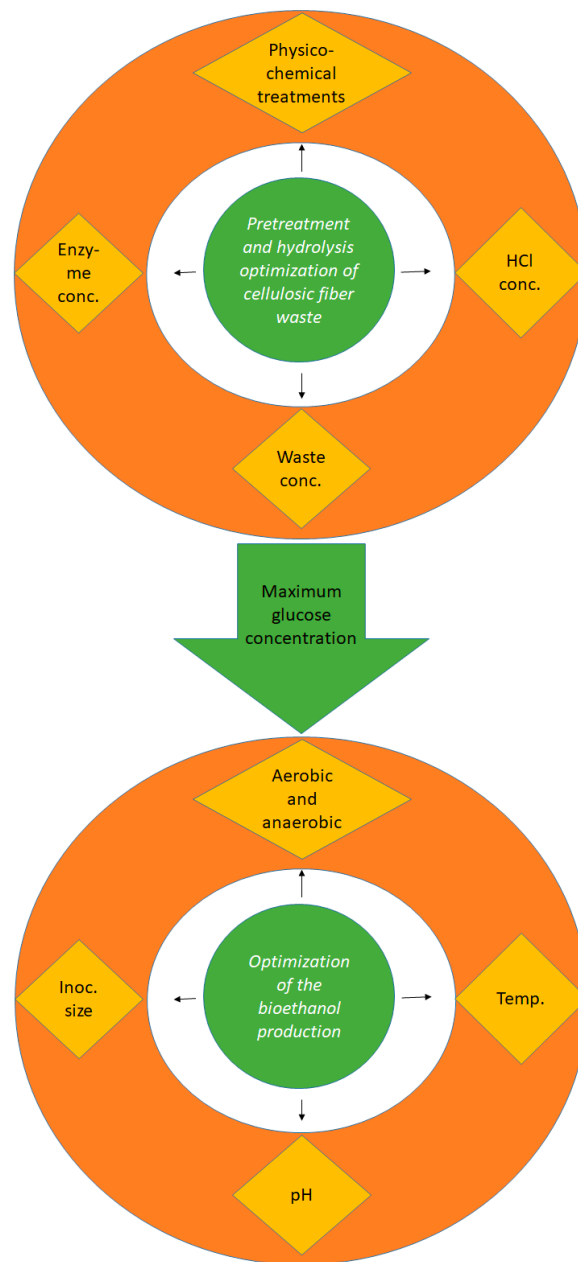 Physico-
chemical
treatments
Enzy-
me
conc.
Pretreatment
and hydrolysis
optimization of
cellulosic fiber
waste
HCl
conc.
Waste
conc.
Maximum
glucose
concentration
Aerobic
and
anaerobic
Inoc.
size
Optimization
of the
bioethanol
production
Temp.
pH